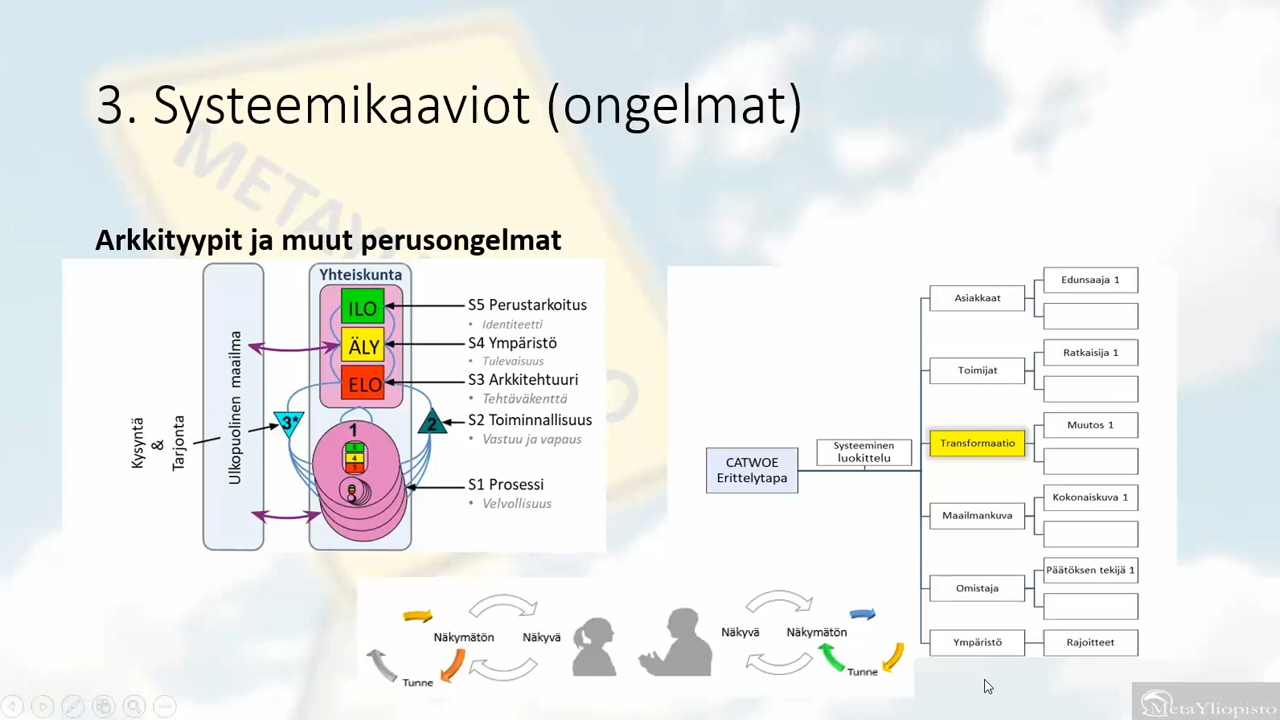 3. Systeemikaaviot (ongelmat)
Arkkityypit ja muut perusongelmat
Kysyntä
&
Tarjonta
Ulkopuolinen maailma
Yhteiskunta
ILO
ÄLY
ELO
3*
2
1
5
4
3
S5 Perustarkoitus
• Identiteetti
S4 Ympäristö
• Tulevaisuus
S3 Arkkitehtuuri
• Tehtäväkenttä
S2 Toiminnallisuus
• Vastuu ja vapaus
S1 Prosessi
• Velvollisuus
CATWOE
Erittelytapa
Systeeminen
luokittelu
Asiakkaat
Edunsaaja 1
Toimijat
Ratkaisija 1
Transformaatio
Muutos 1
Maailmankuva
Kokonaiskuva 1
Omistaja
Päätöksen tekijä 1
Ympäristö
Rajoitteet
Näkymätön
Näkyvä
Tunne
Näkyvä
Näkymätön
Tunne
MetaYliopisto